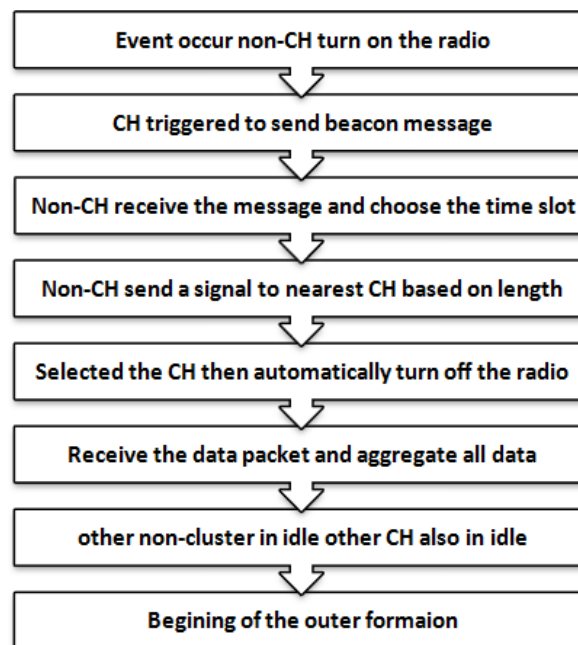 Event occur non-CH turn on the radio
CH triggered to send beacon message
Non-CH receive the message and choose the time slot
Non-CH send a signal to nearest CH based on length
Selected the CH then automatically turn off the radio
Receive the data packet and aggregate all data
other non-cluster in idle other CH also in idle
Begining of the outer formaion